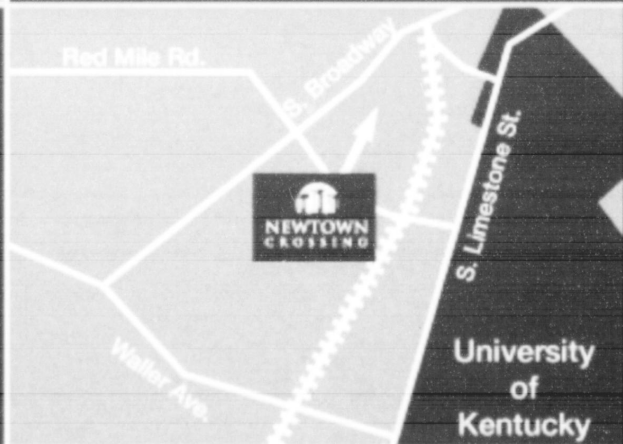 Red Mile Rd.
S. Broadway
S. Limestone St.
NEWTOWN
CROSSING
Waller Ave.
University
of
Kentucky